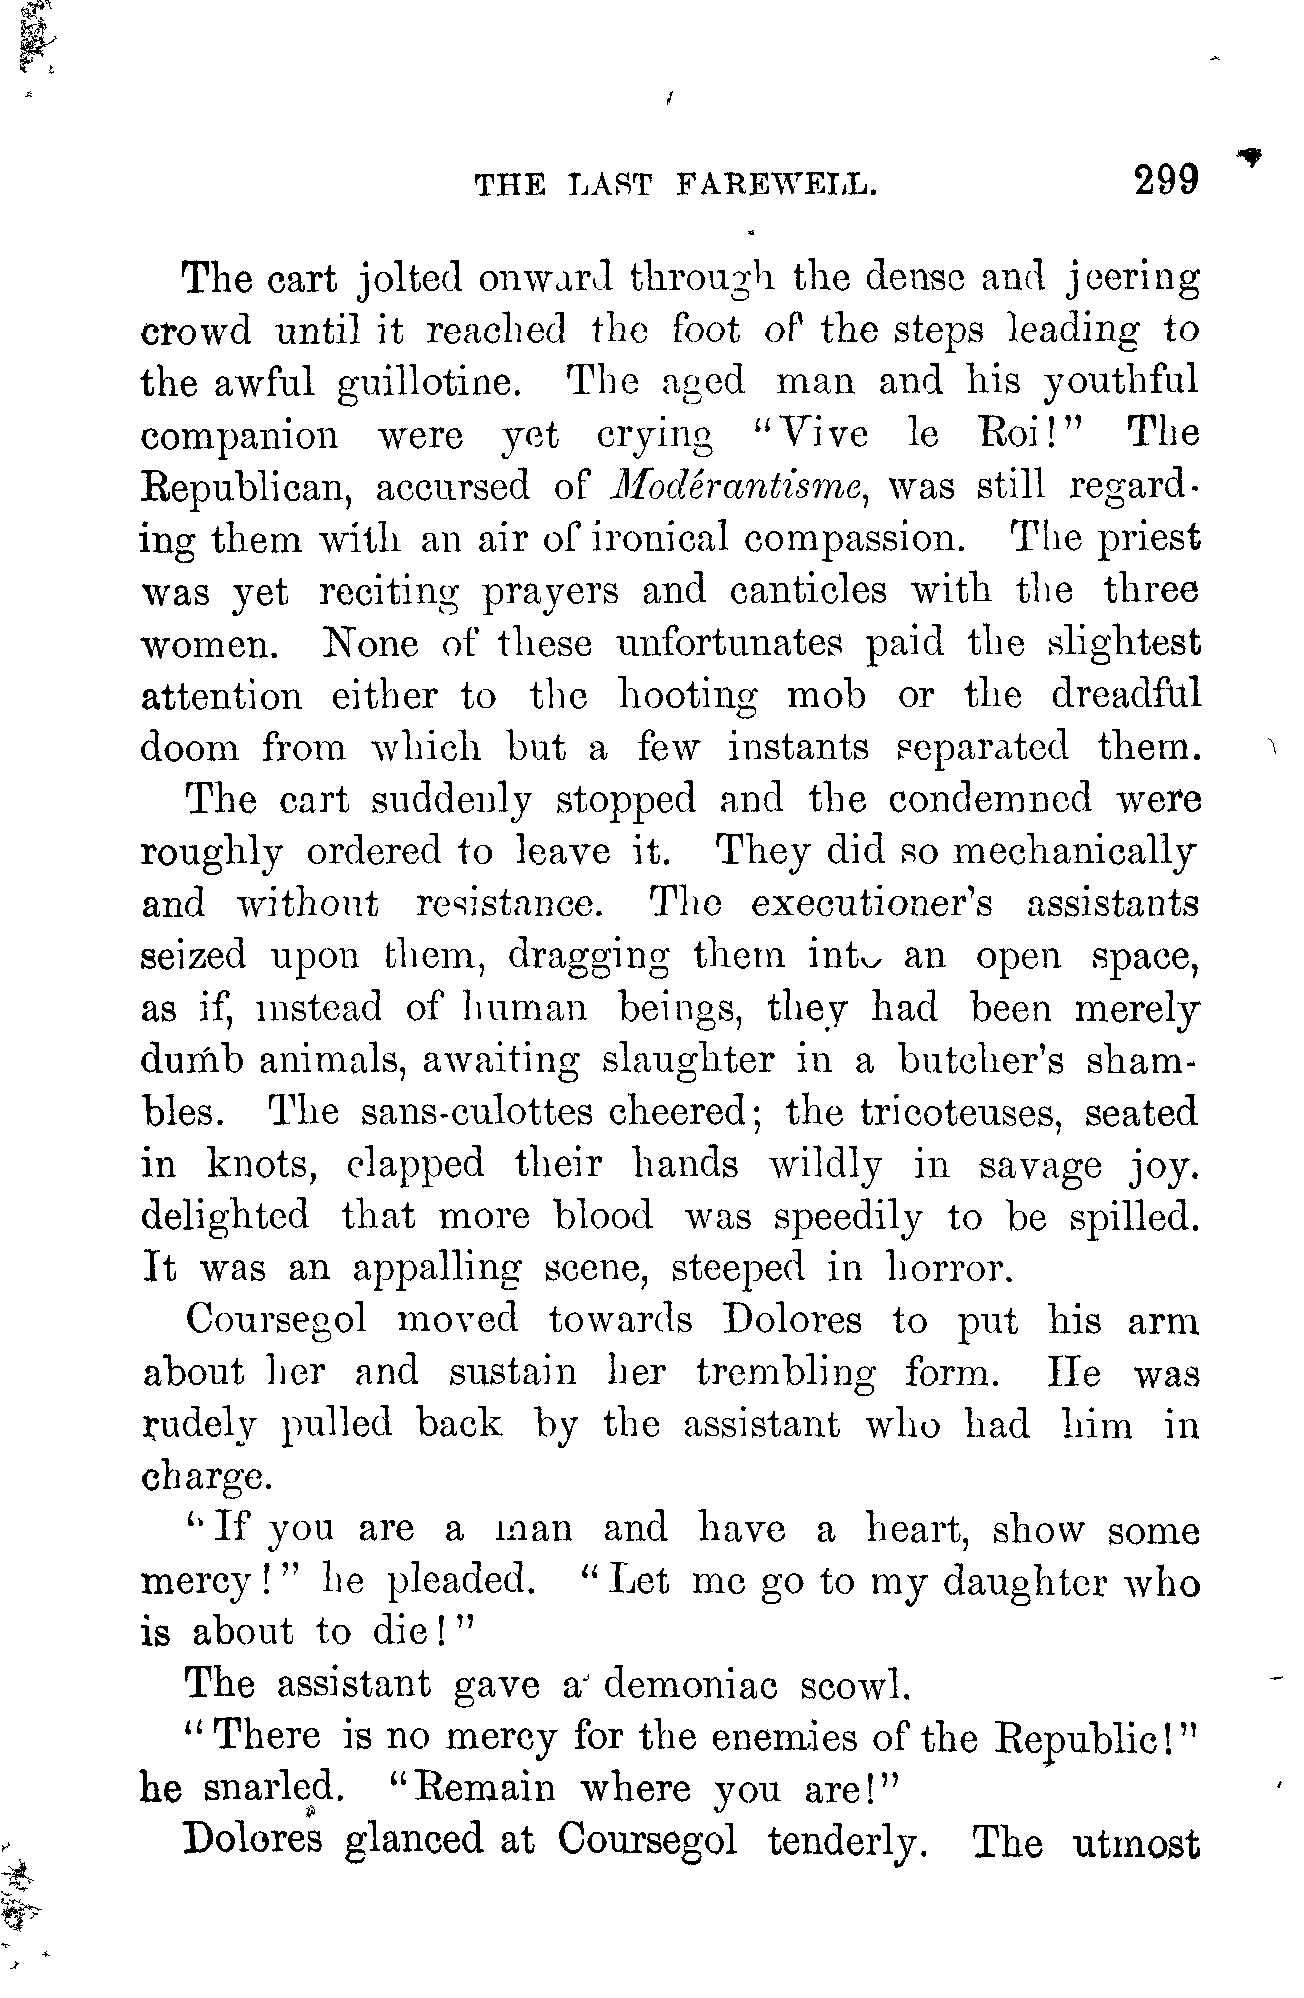 THE LAST FAREWELL. 299
The cart jolted onward through the dense and jeering
crowd until it reached the foot of the steps leading to
the awful guillotine. The aged man and his youthful
companion were yet crying "Vive le Roi!" The
Republican, accursed of Modérantisme, was still regard-
ing them with an air of ironical compassion. The priest
was yet reciting prayers and canticles with the three
women. None of these unfortunates paid the slightest
attention either to the hooting mob or the dreadful
doom from which but a few instants separated them.
The cart suddenly stopped and the condemned were
roughly ordered to leave it. They did so mechanically
and without resistance. The executioner's assistants
seized upon them, dragging them into an open space,
as if, instead of human beings, they had been merely
dumb animals, awaiting slaughter in a butcher's sham-
bles. The sans-culottes cheered; the tricoteuses, seated
in knots, clapped their hands wildly in savage joy.
delighted that more blood was speedily to be spilled.
It was an appalling scene, steeped in horror.
Coursegol moved towards Dolores to put his arm
about her and sustain her trembling form. He was
rudely pulled back by the assistant who had him in
charge.
"If you are a man and have a heart, show some
mercy!" he pleaded. "Let me go to my daughter who
is about to die!"
The assistant gave a demoniac scowl.
"There is no mercy for the enemies of the Republic!"
he snarled. "Remain where you are!"
Dolores glanced at Coursegol tenderly. The utmost